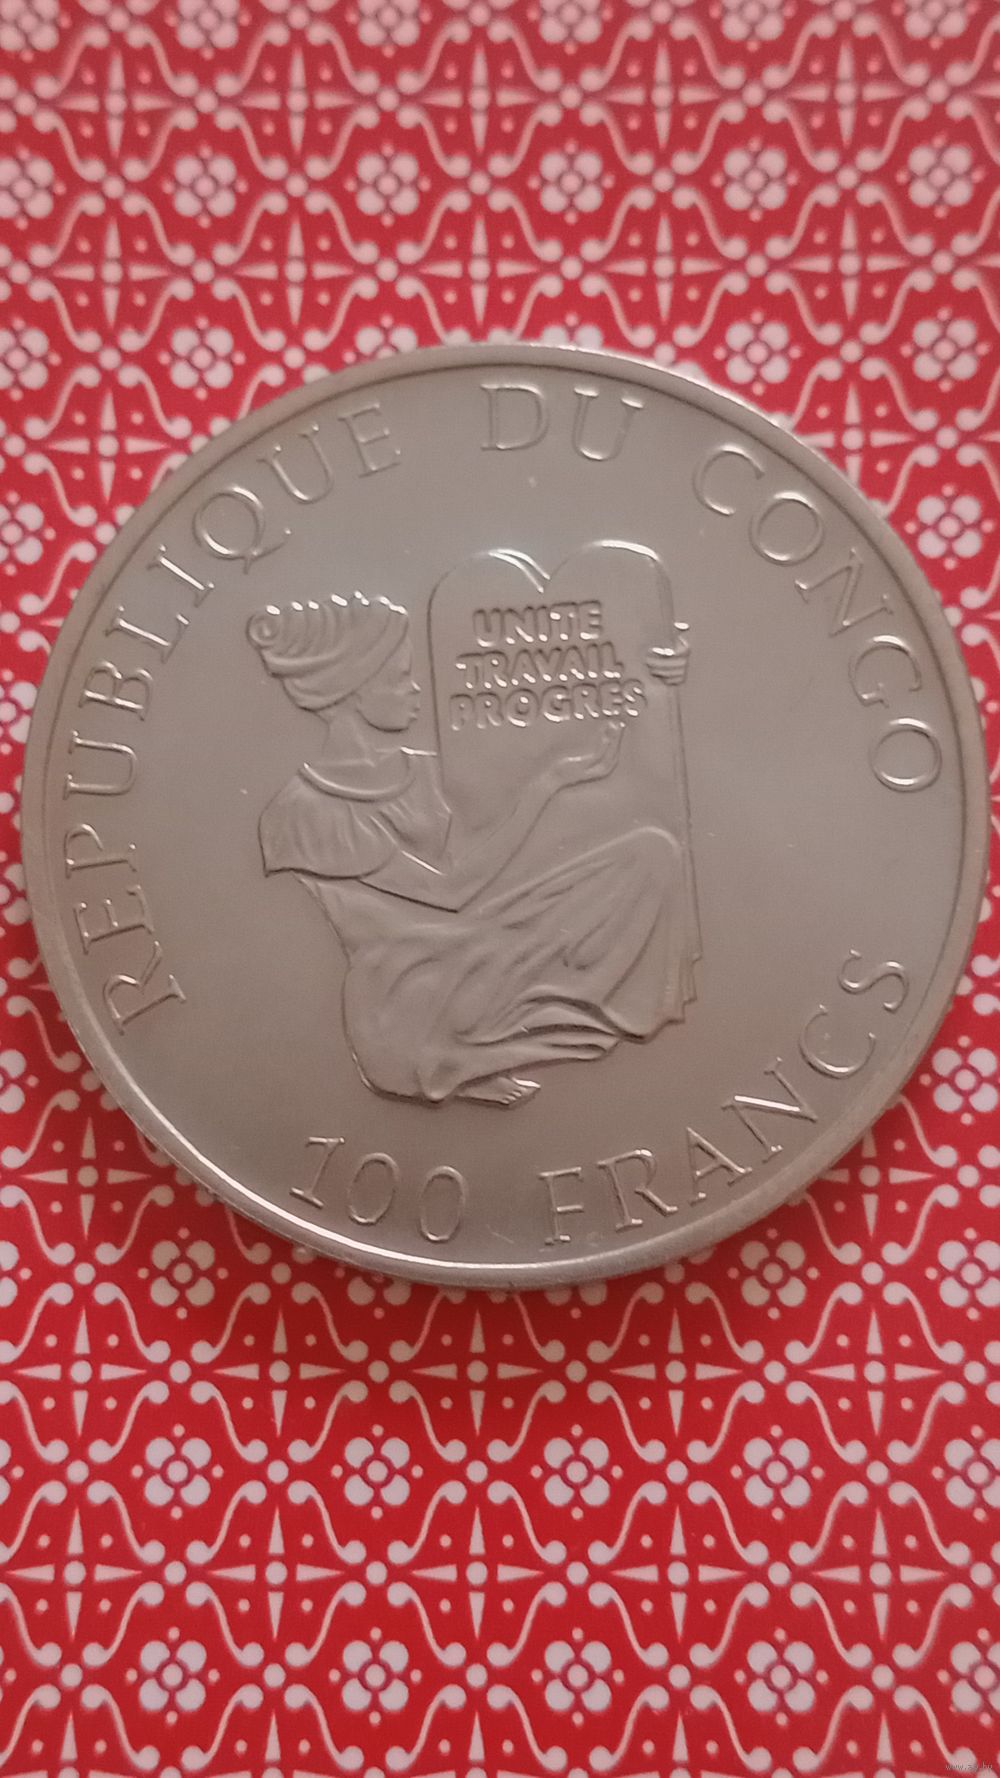 REPUBLIQUE DU CONGO
UNITE
TRAVAIL
PROGRES
100 FRANCS